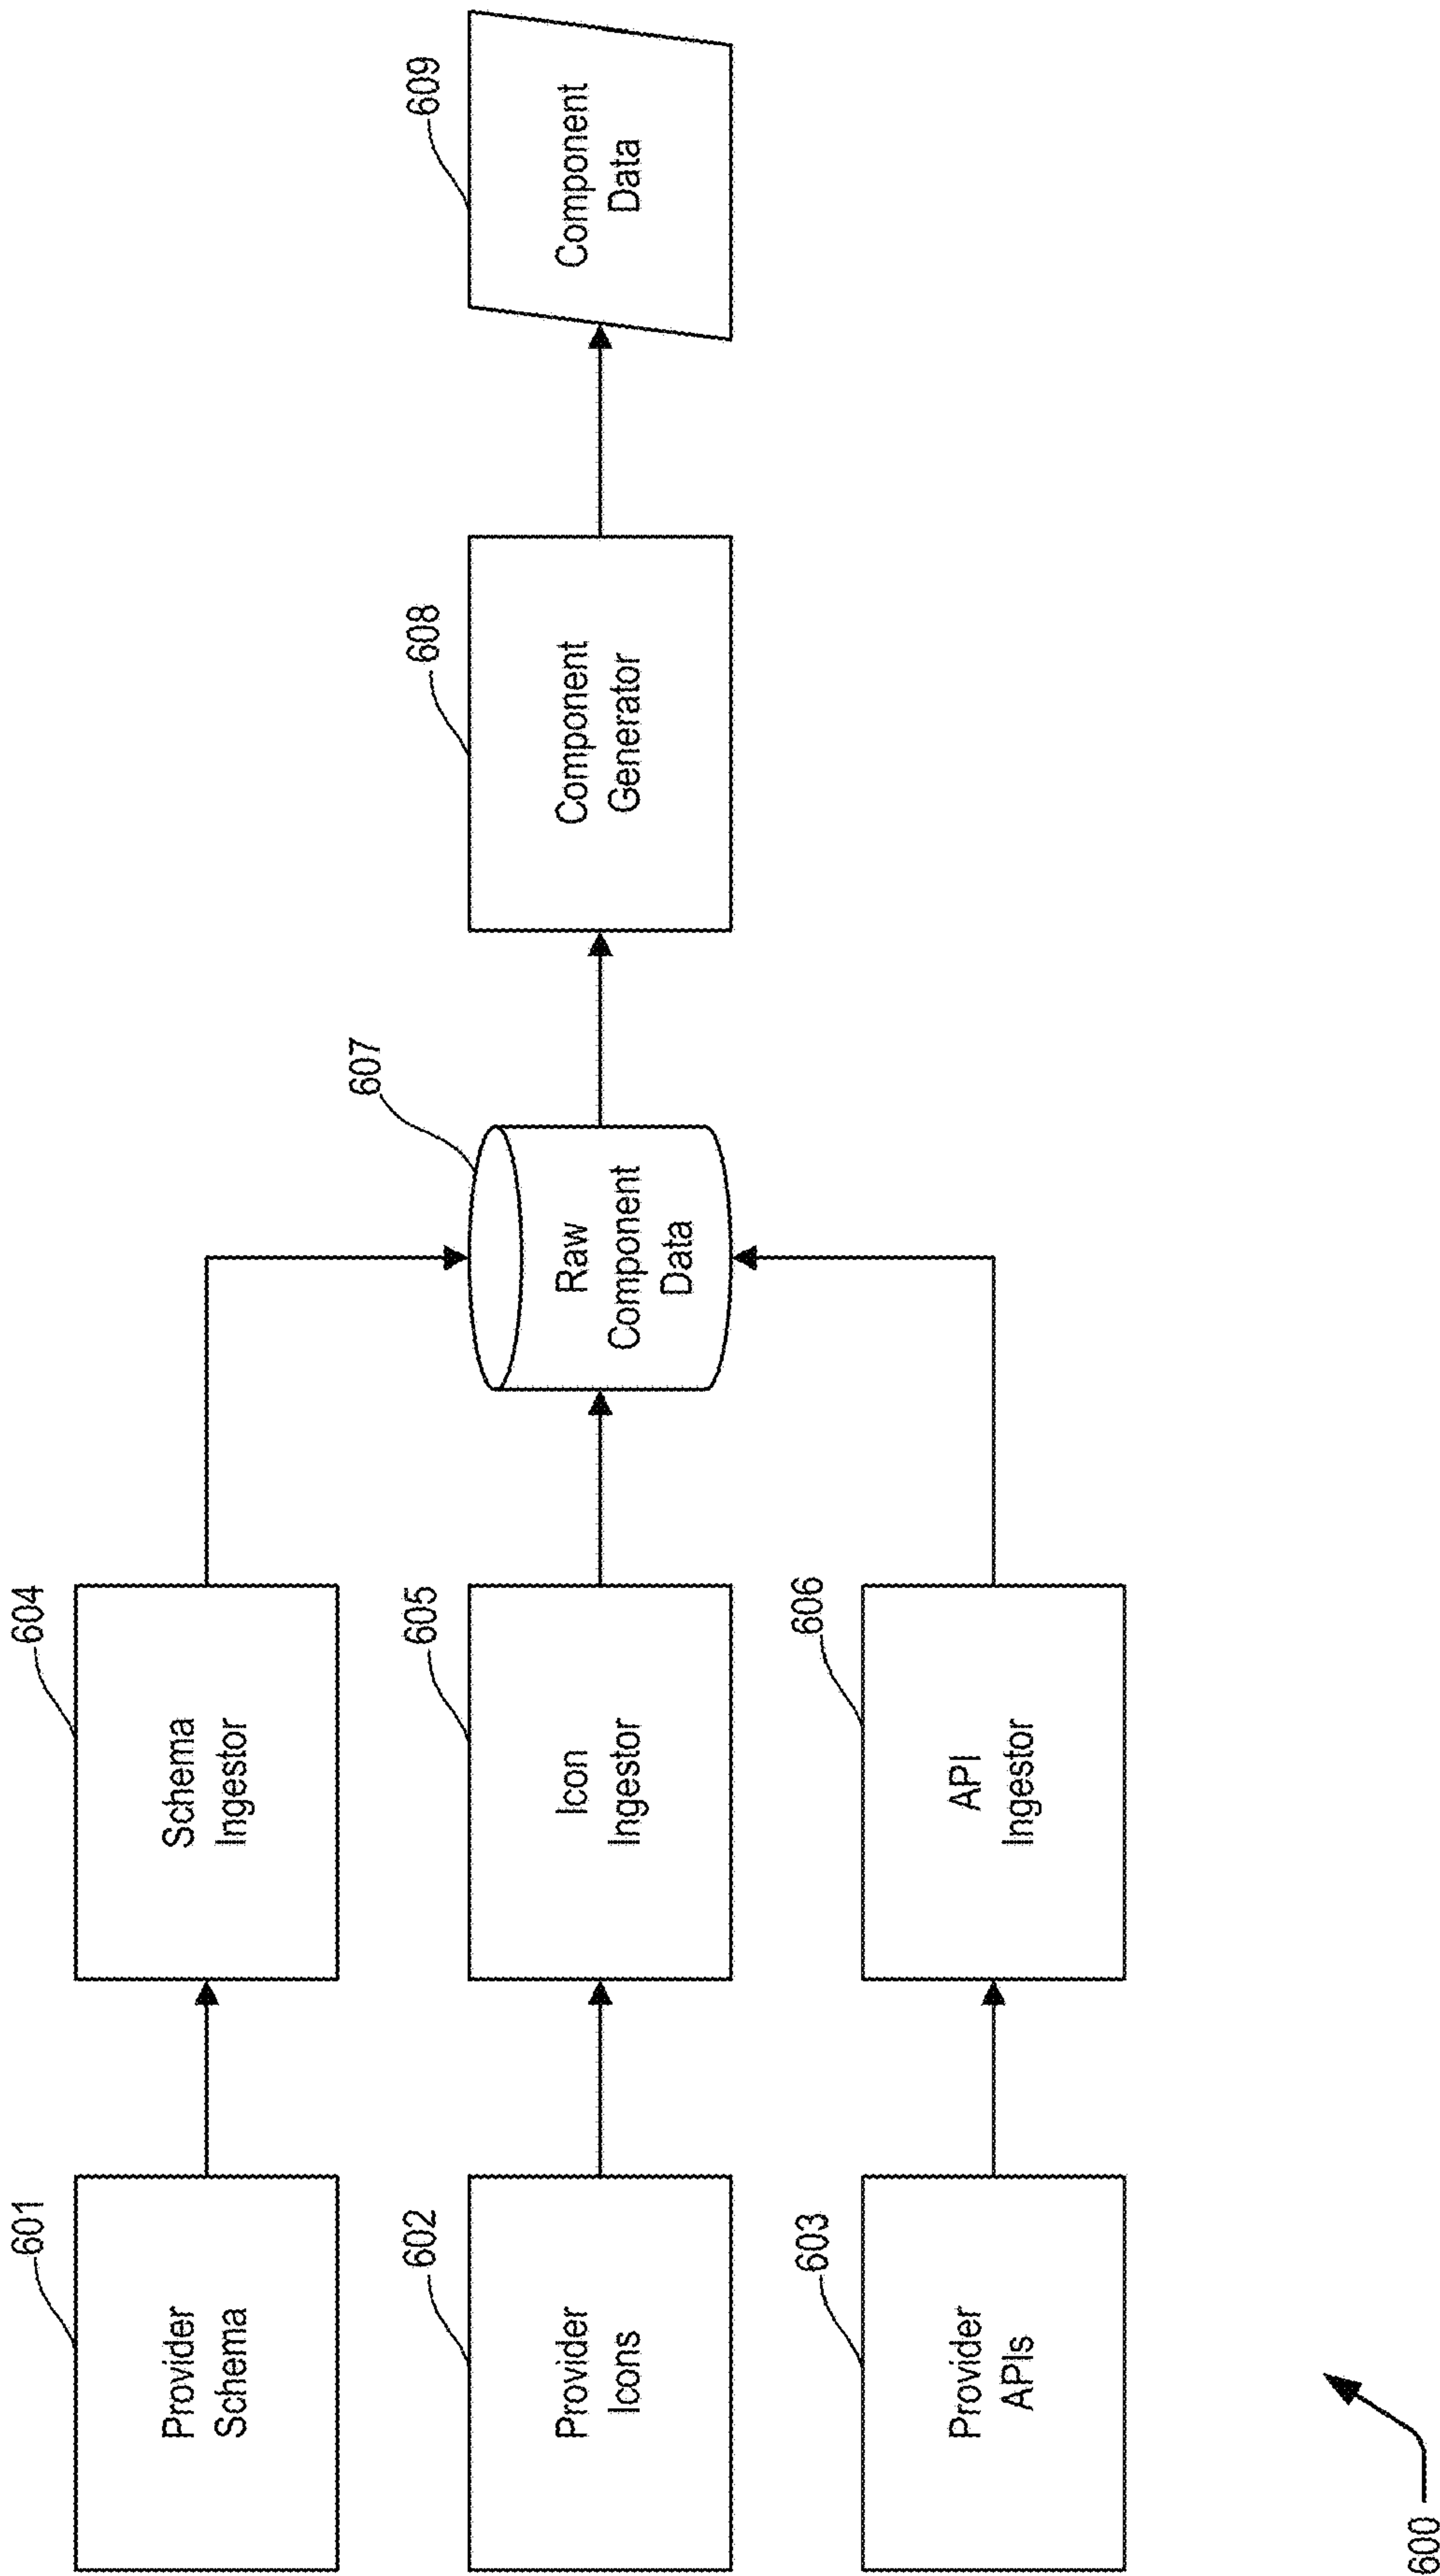 601
Provider
Schema
604
Schema
Ingestor
602
Provider
Icons
605
Icon
Ingestor
607
Raw
Component
Data
608
Component
Generator
609
Component
Data
603
Provider
APIs
606
API
Ingestor
600